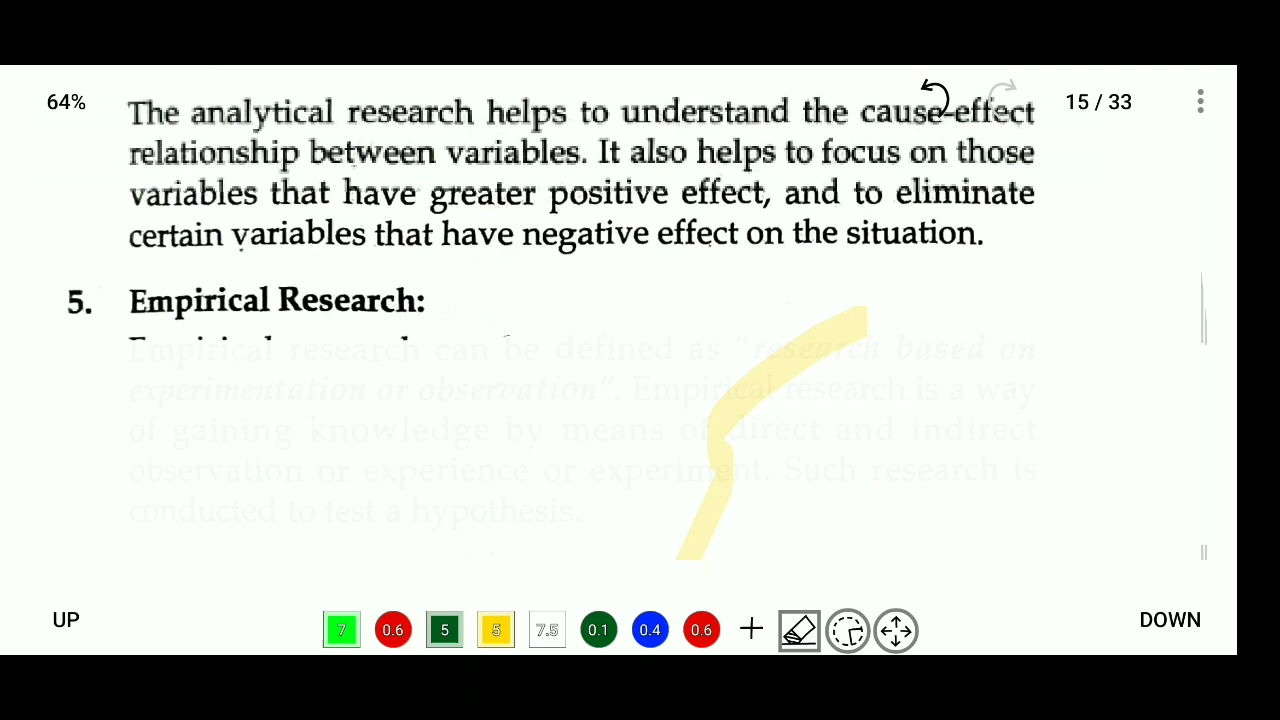 64%
15 / 33
The analytical research helps to understand the cause-effect
relationship between variables. It also helps to focus on those
variables that have greater positive effect, and to eliminate
certain variables that have negative effect on the situation.
5. Empirical Research:
Empirical research can be defined as "research based on
experimentation or observation". Empirical research is a way
of gaining knowledge by means of direct and indirect
observation or experience or experiment. Such research is
conducted to test a hypothesis.
UP
7 0.6 5 5 7.5 0.1 0.4 0.6 +
DOWN